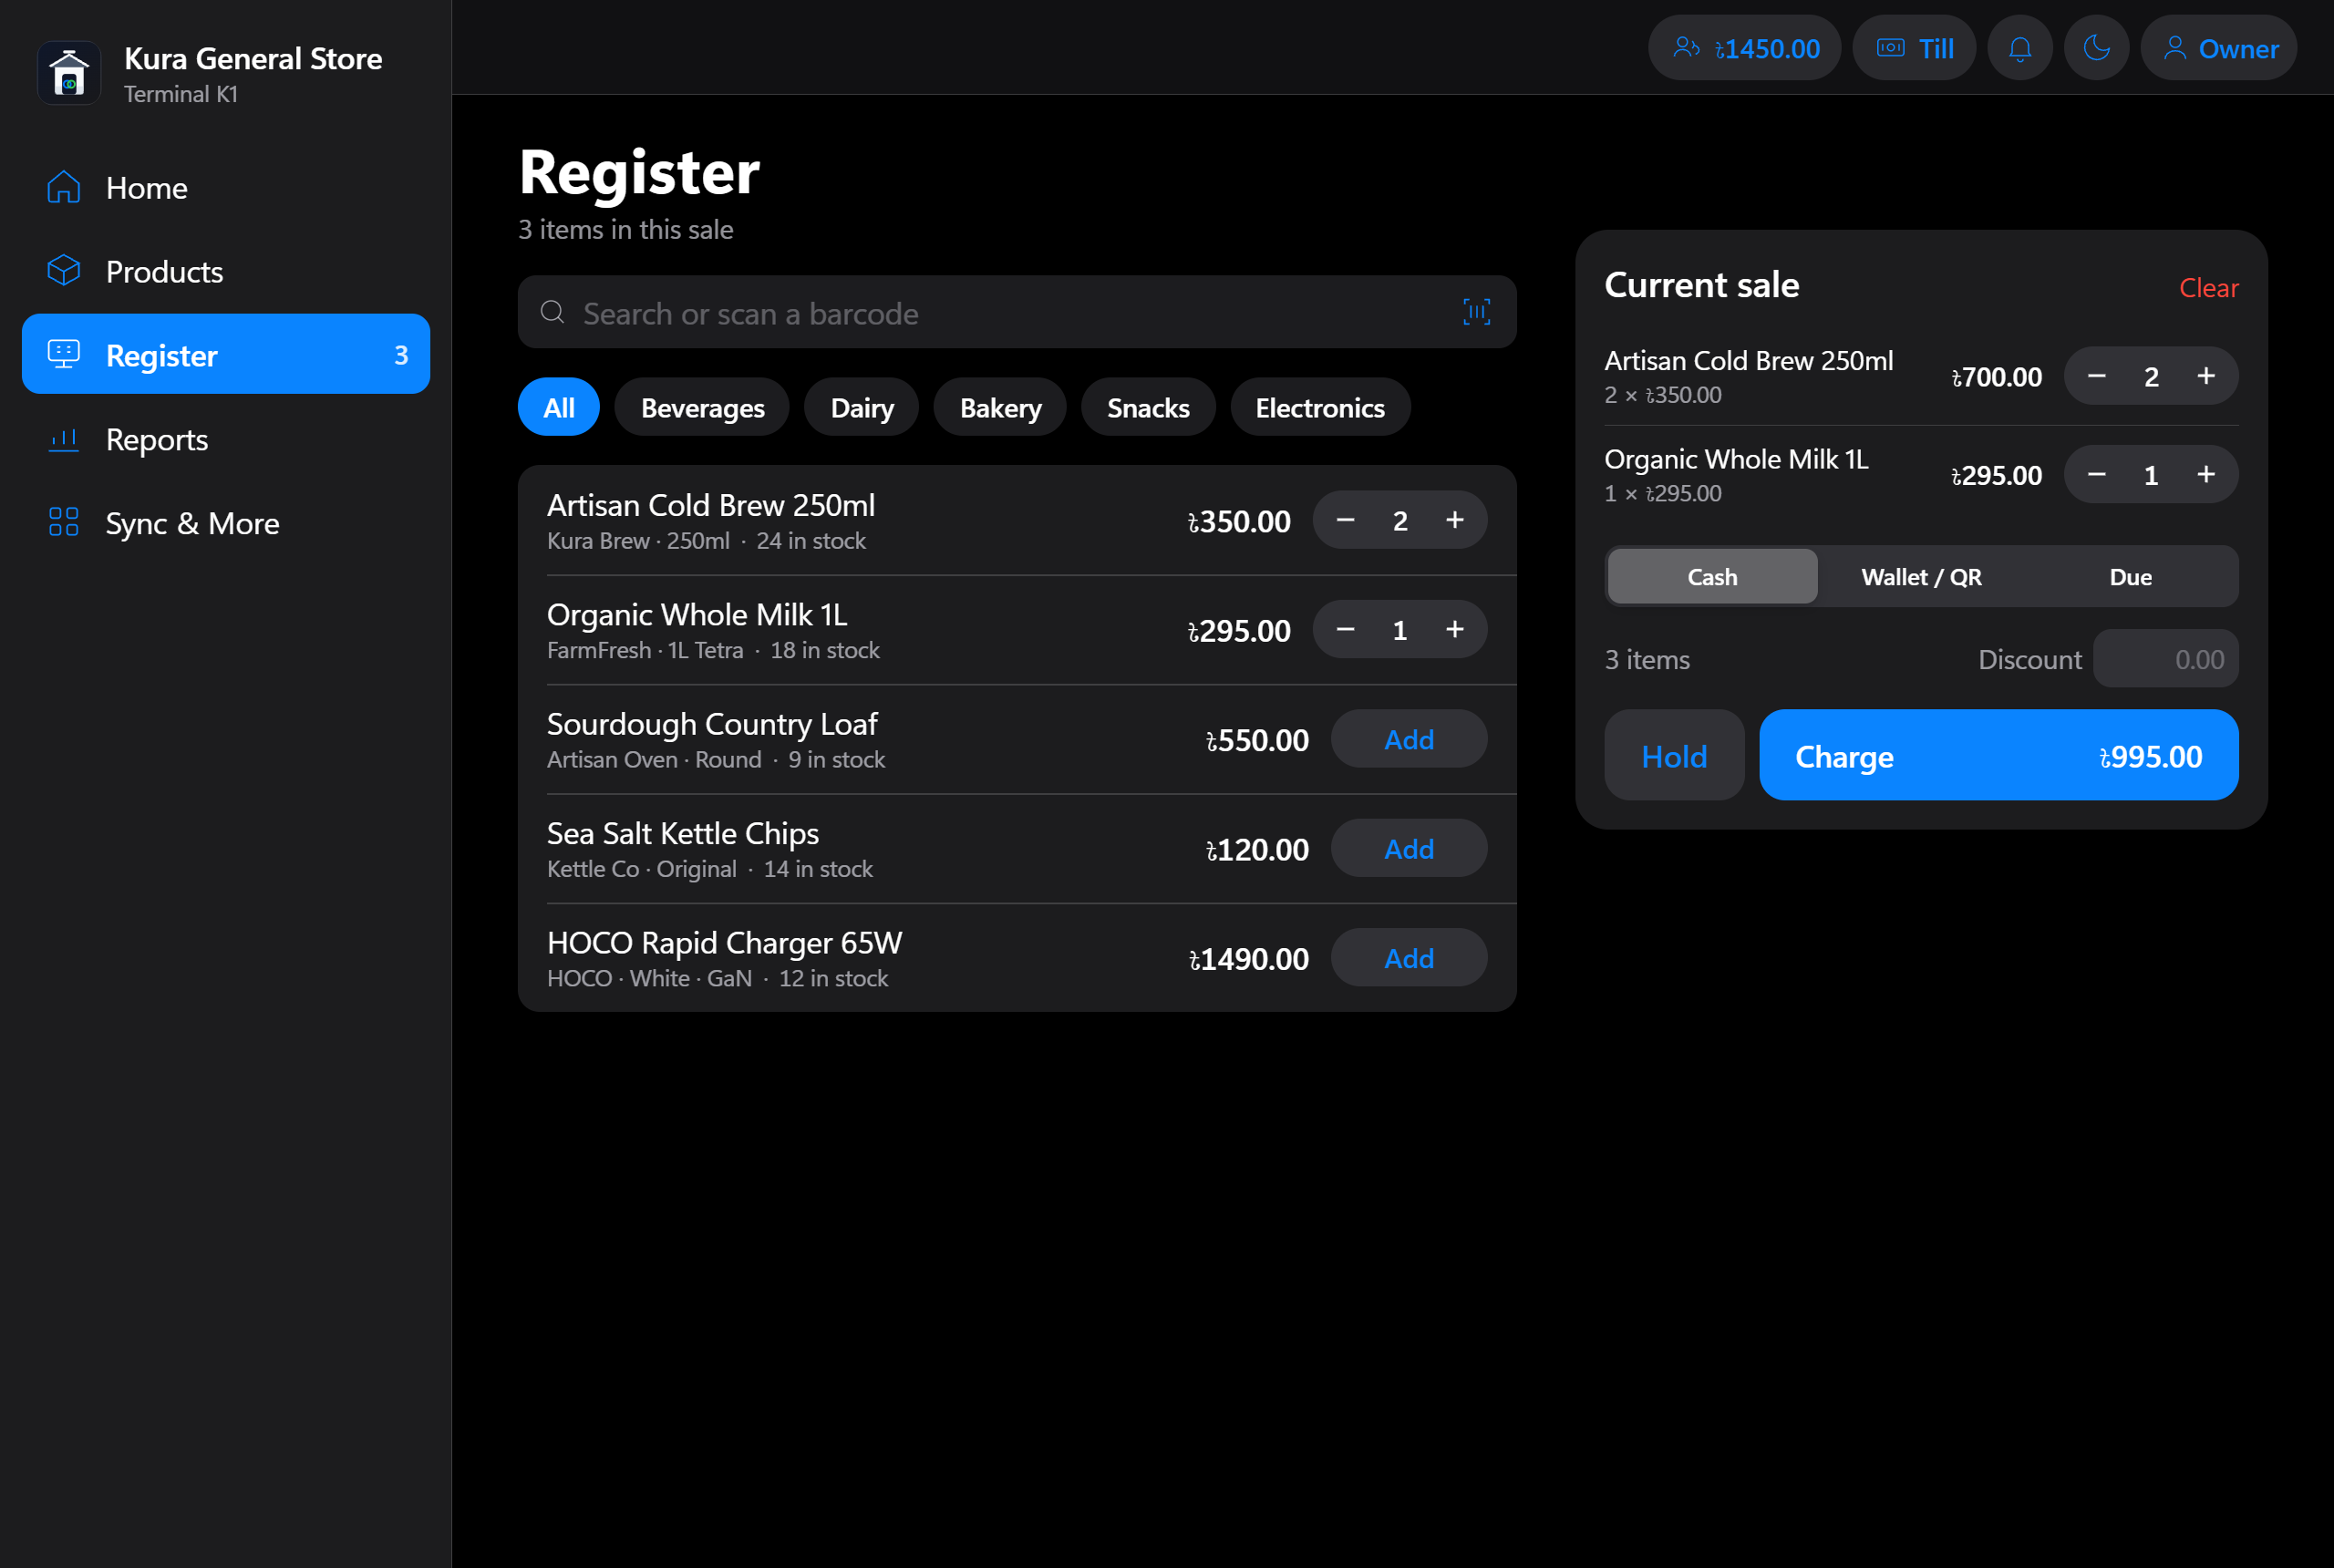 Kura General Store
Terminal K1
Home
Products
Register 3
Reports
Sync & More
৳1450.00
Till
Owner
Register
3 items in this sale
Search or scan a barcode
All Beverages Dairy Bakery Snacks Electronics
Artisan Cold Brew 250ml
Kura Brew · 250ml · 24 in stock
৳350.00 − 2 +
Organic Whole Milk 1L
FarmFresh · 1L Tetra · 18 in stock
৳295.00 − 1 +
Sourdough Country Loaf
Artisan Oven · Round · 9 in stock
৳550.00 Add
Sea Salt Kettle Chips
Kettle Co · Original · 14 in stock
৳120.00 Add
HOCO Rapid Charger 65W
HOCO · White · GaN · 12 in stock
৳1490.00 Add
Current sale Clear
Artisan Cold Brew 250ml
2 × ৳350.00
৳700.00 − 2 +
Organic Whole Milk 1L
1 × ৳295.00
৳295.00 − 1 +
Cash Wallet / QR Due
3 items Discount 0.00
Hold Charge ৳995.00